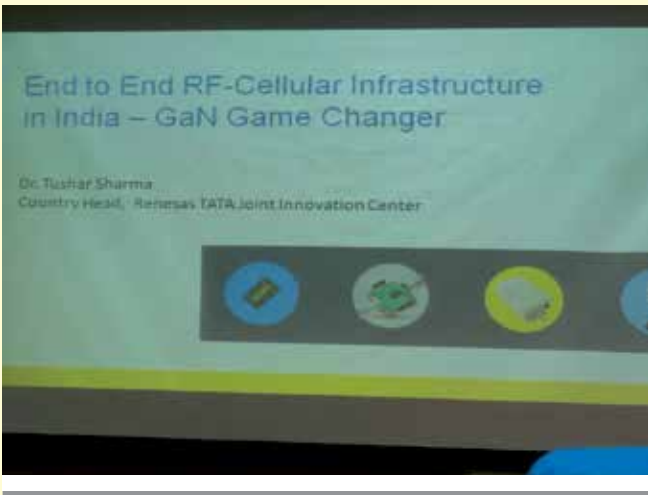 End to End RF-Cellular Infrastructure
in India – GaN Game Changer
Dr. Tushar Sharma
Country Head, Renesas TATA Joint Innovation Center